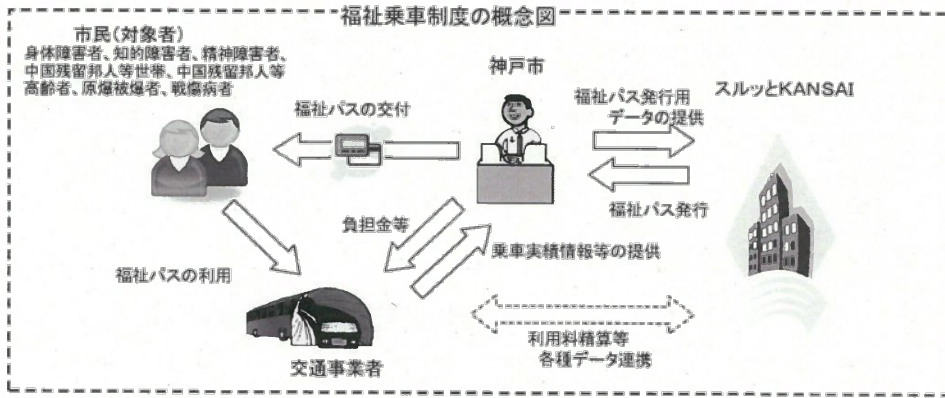 福祉乗車制度の概念図
市民(対象者)
身体障害者、知的障害者、精神障害者、
中国残留邦人等世帯、中国残留邦人等
高齢者、原爆被爆者、戦傷病者
神戸市
スルッとKANSAI
福祉パスの交付
福祉パス発行用
データの提供
福祉パス発行
負担金等
乗車実績情報等の提供
福祉パスの利用
交通事業者
利用料精算等
各種データ連携